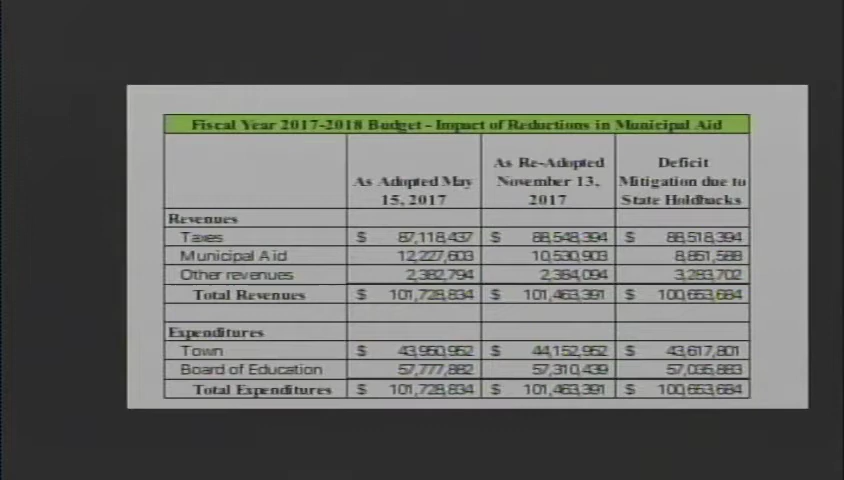 Fiscal Year 2017-2018 Budget - Impact of Reductions in Municipal Aid
As Adopted May 15, 2017
As Re-Adopted November 13, 2017
Deficit Mitigation due to State Holdbacks
Revenues
Taxes $ 87,118,437 $ 88,548,394 $ 88,518,394
Municipal Aid 12,227,603 10,530,903 8,851,588
Other revenues 2,382,794 2,384,094 3,283,702
Total Revenues $ 101,728,834 $ 101,463,391 $ 100,653,684
Expenditures
Town $ 43,950,952 $ 44,152,952 $ 43,617,801
Board of Education 57,777,882 57,310,439 57,035,883
Total Expenditures $ 101,728,834 $ 101,463,391 $ 100,653,684